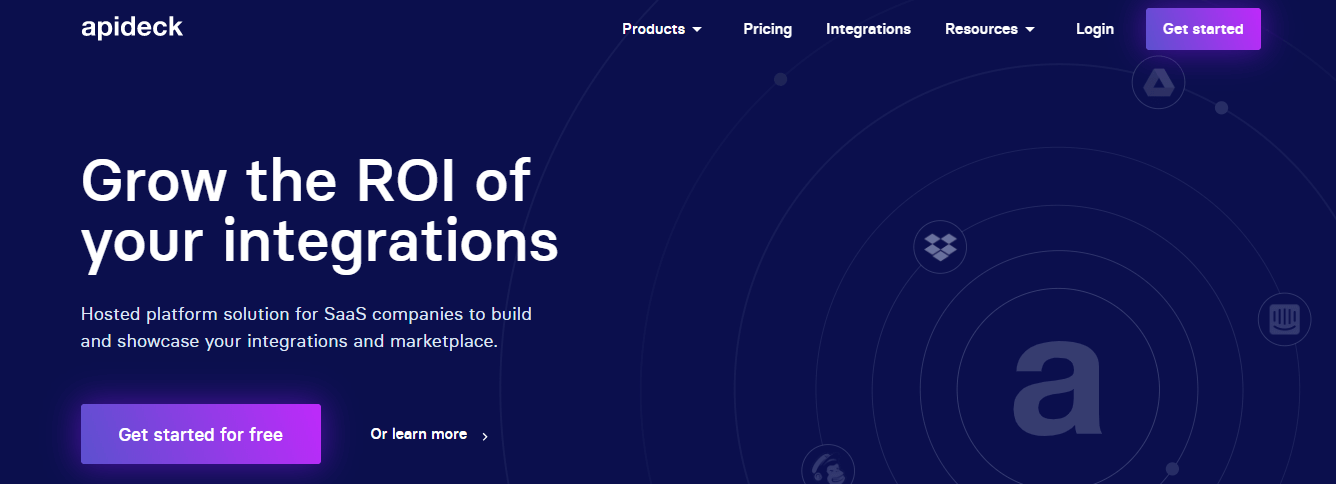 apideck
Products
Pricing
Integrations
Resources
Login
Get started
Grow the ROI of
your integrations
Hosted platform solution for SaaS companies to build
and showcase your integrations and marketplace.
Get started for free
Or learn more
a